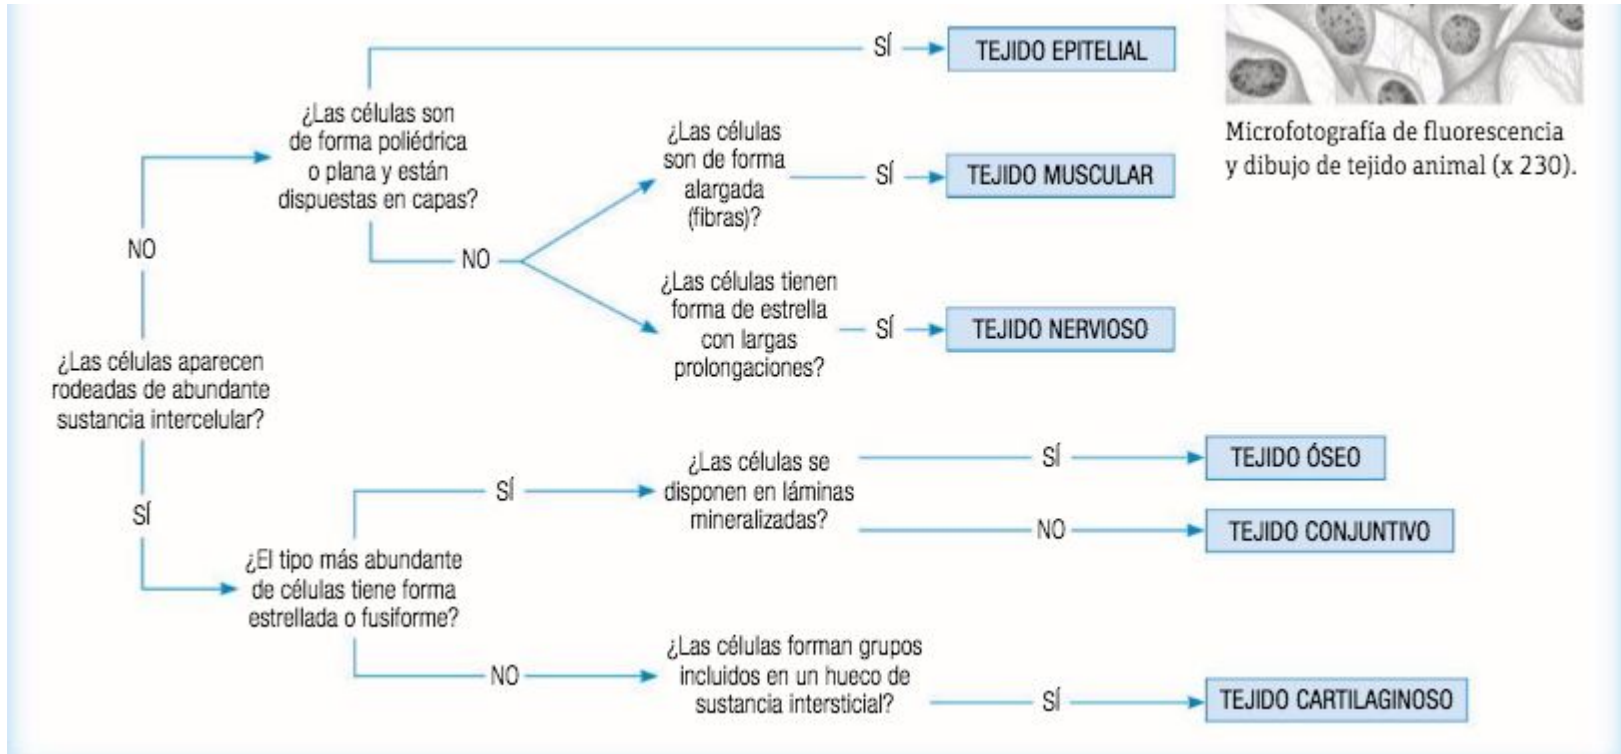 SÍ
TEJIDO EPITELIAL
¿Las células son
de forma poliédrica
o plana y están
dispuestas en capas?
¿Las células
son de forma
alargada
(fibras)?
SÍ
TEJIDO MUSCULAR
Microfotografía de fluorescencia
y dibujo de tejido animal (x 230).
NO
NO
¿Las células tienen
forma de estrella
con largas
prolongaciones?
SÍ
TEJIDO NERVIOSO
¿Las células aparecen
rodeadas de abundante
sustancia intercelular?
SÍ
SÍ
¿Las células se
disponen en láminas
mineralizadas?
SÍ
TEJIDO ÓSEO
NO
TEJIDO CONJUNTIVO
¿El tipo más abundante
de células tiene forma
estrellada o fusiforme?
NO
¿Las células forman grupos
incluidos en un hueco de
sustancia intersticial?
SÍ
TEJIDO CARTILAGINOSO